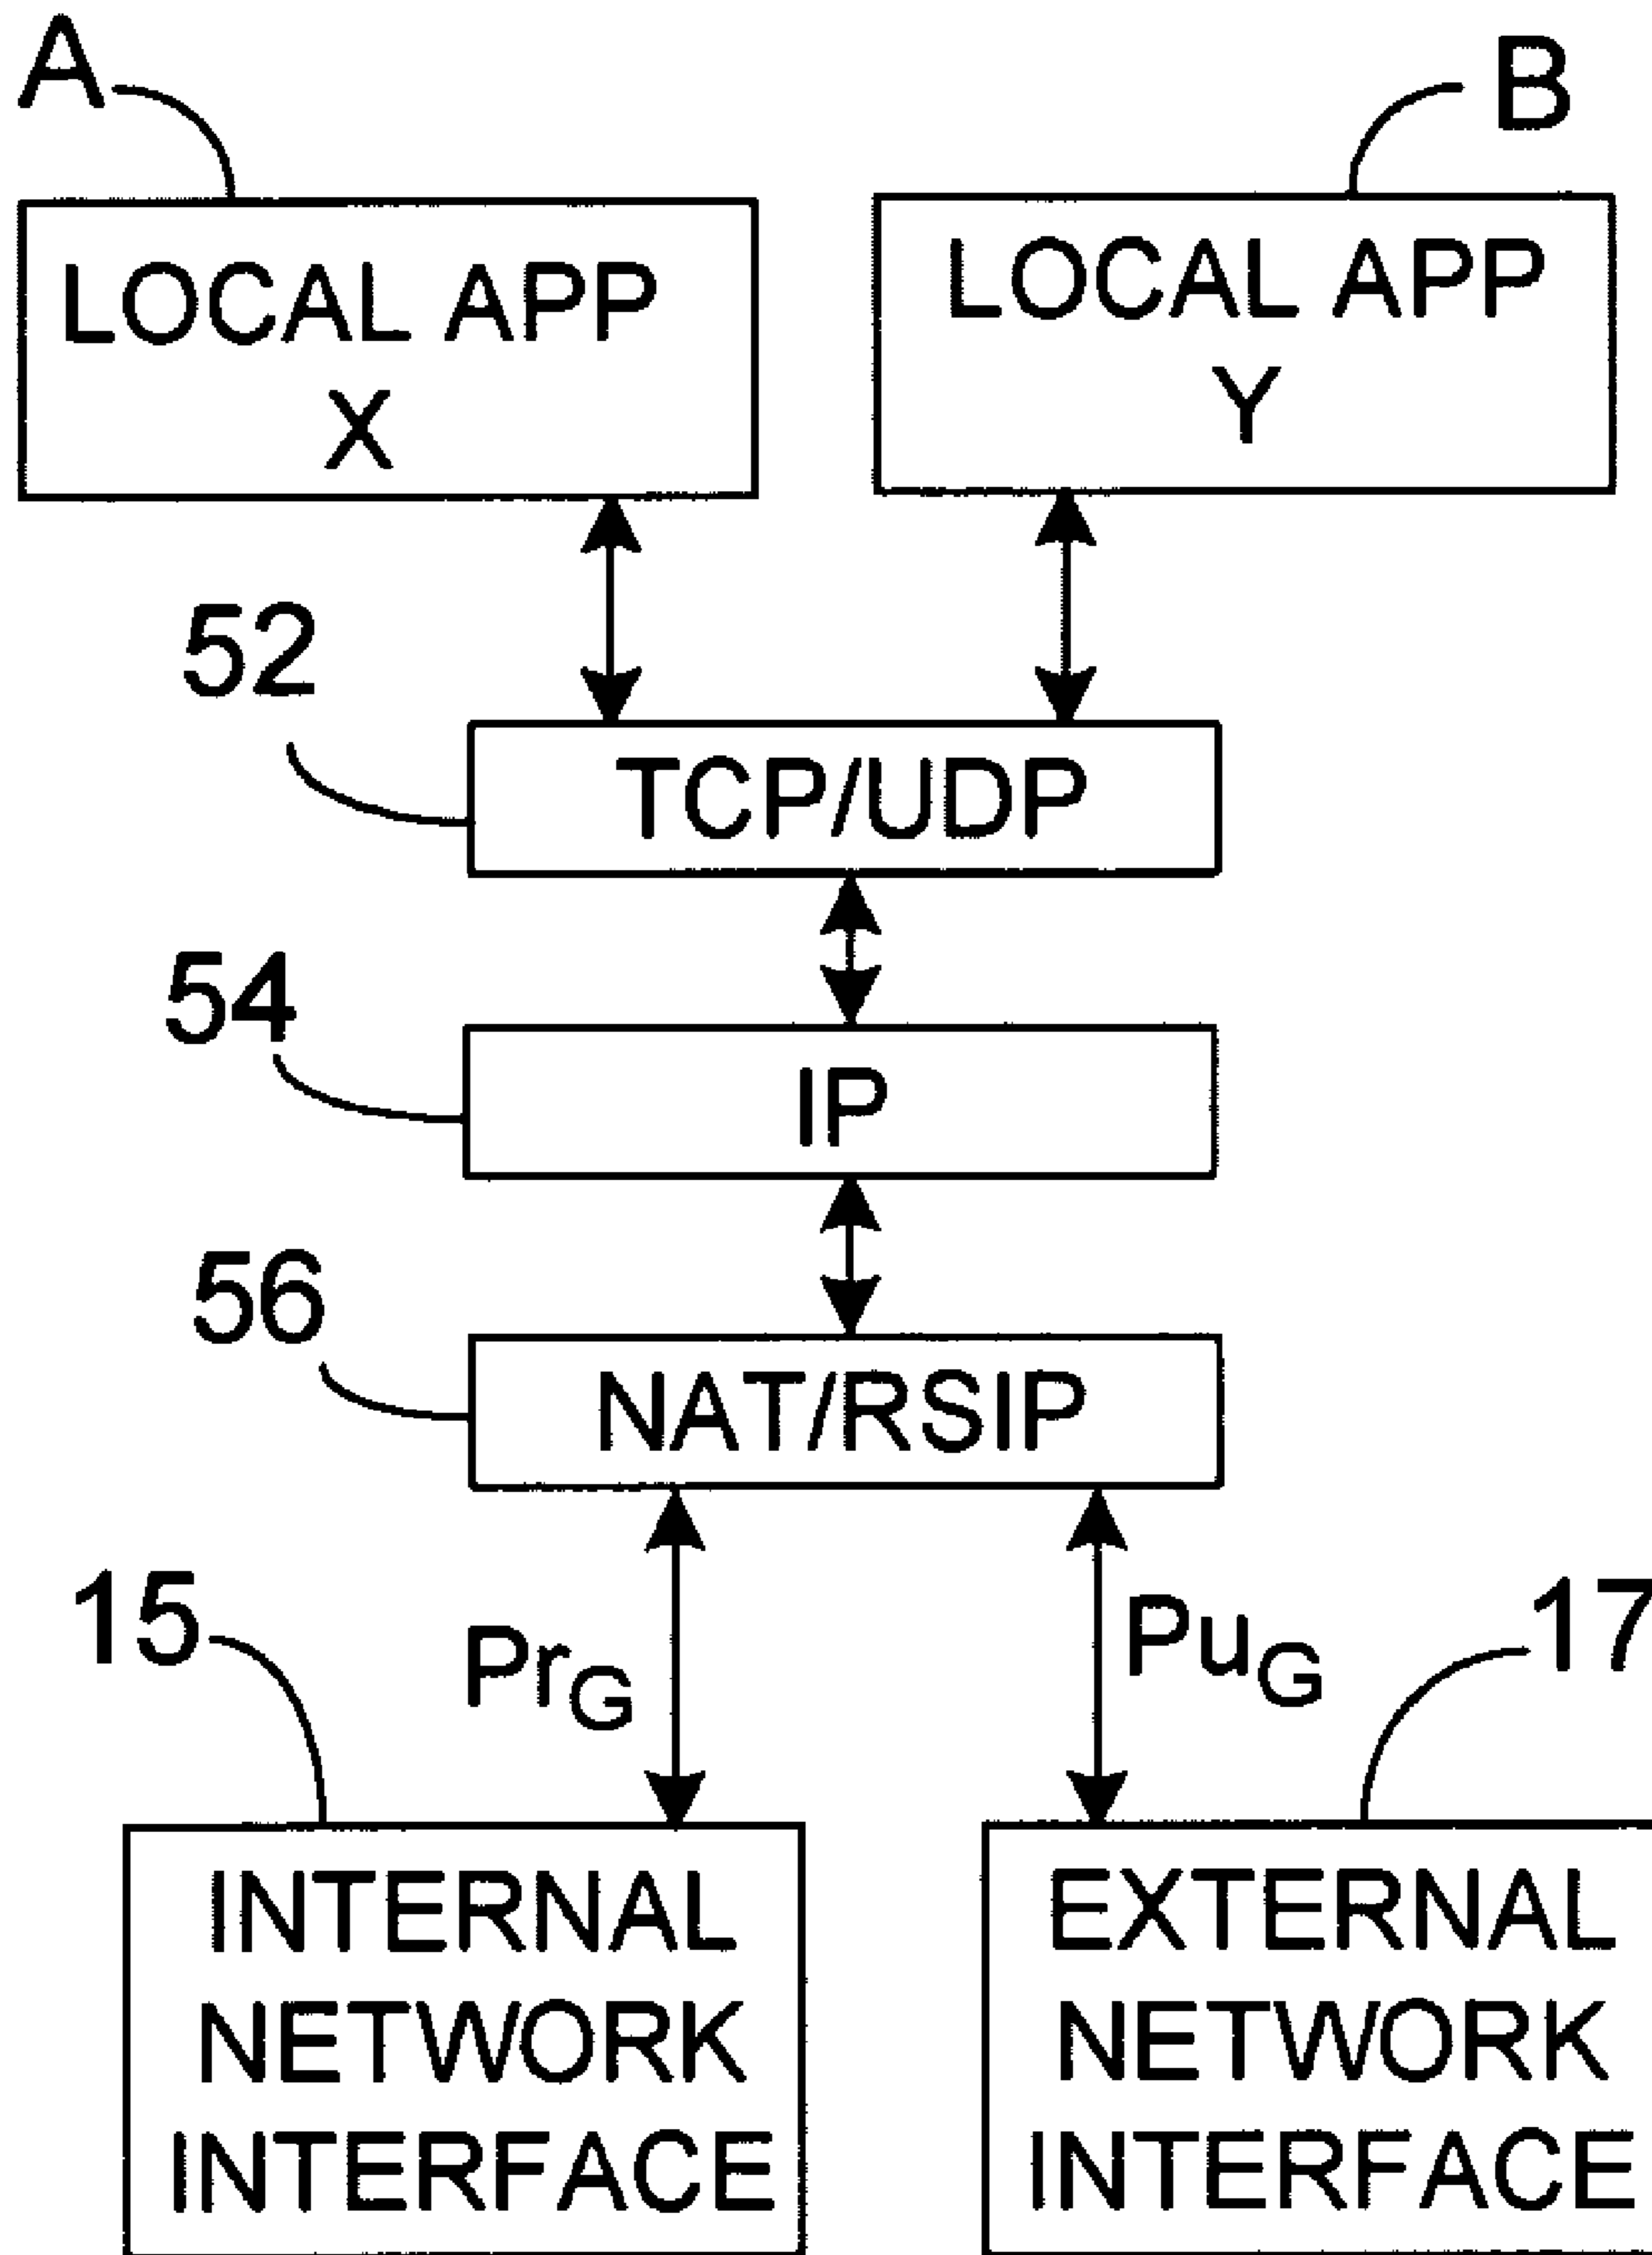 A
B
LOCAL APP
X
LOCAL APP
Y
52
TCP/UDP
54
IP
56
NAT/RSIP
15
PrG
PuG
17
INTERNAL
NETWORK
INTERFACE
EXTERNAL
NETWORK
INTERFACE